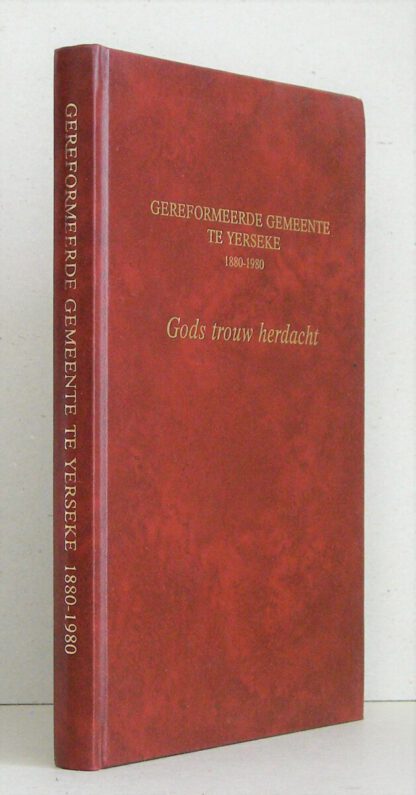 GEREFORMEERDE GEMEENTE TE YERSEKE 1880-1980
GEREFORMEERDE GEMEENTE
TE YERSEKE
1880-1980
Gods trouw herdacht